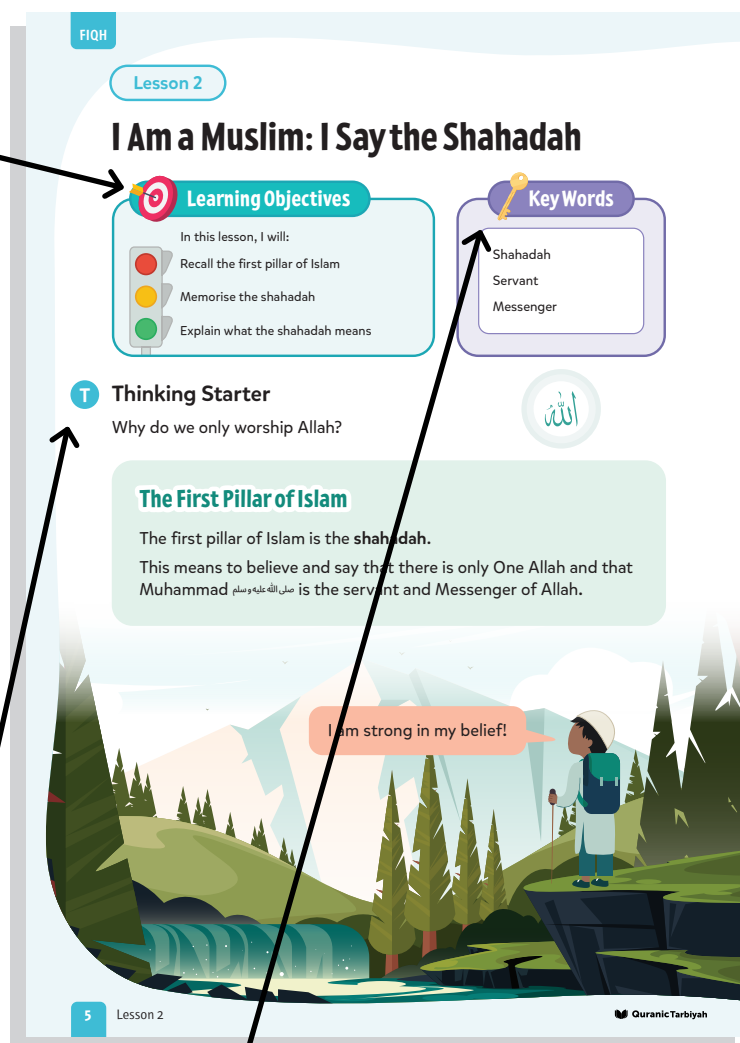 FIQH
Lesson 2
I Am a Muslim: I Say the Shahadah
Learning Objectives
In this lesson, I will:
Recall the first pillar of Islam
Memorise the shahadah
Explain what the shahadah means
Key Words
Shahadah
Servant
Messenger
T Thinking Starter
Why do we only worship Allah?
الله
The First Pillar of Islam
The first pillar of Islam is the shahadah.
This means to believe and say that there is only One Allah and that
Muhammad صلى الله عليه وسلم is the servant and Messenger of Allah.
I am strong in my belief!
5 Lesson 2
Quranic Tarbiyah